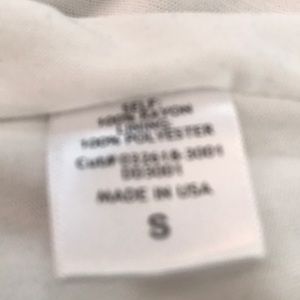 SELF:
100% RAYON
LINING:
100% POLYESTER
MADE IN USA
S